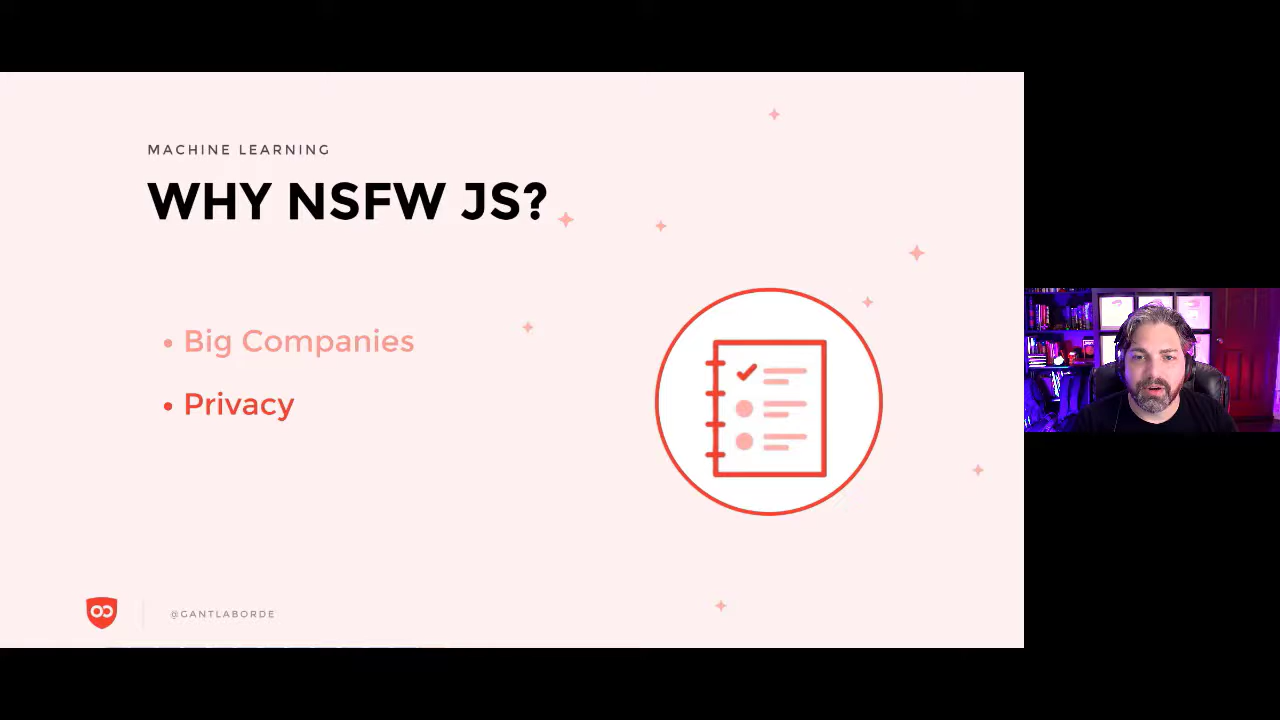 MACHINE LEARNING
WHY NSFW JS?
• Big Companies
• Privacy
@GANTLABORDE